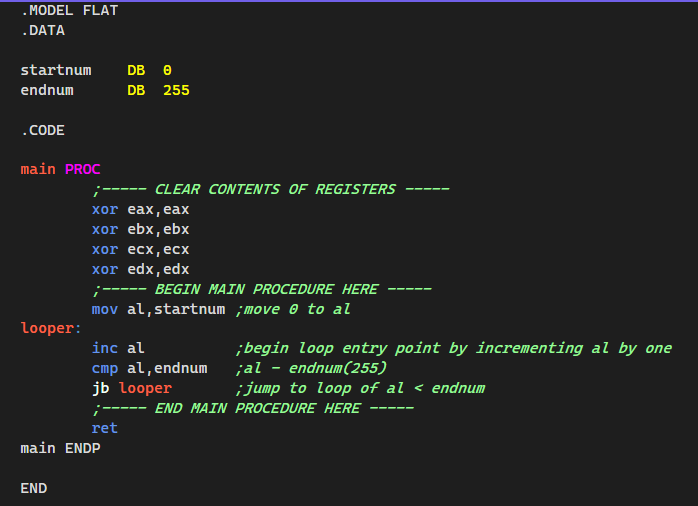 .MODEL FLAT
.DATA
startnum DB 0
endnum DB 255
.CODE
main PROC
;----- CLEAR CONTENTS OF REGISTERS -----
xor eax,eax
xor ebx,ebx
xor ecx,ecx
xor edx,edx
;----- BEGIN MAIN PROCEDURE HERE -----
mov al,startnum ;move 0 to al
looper:
inc al ;begin loop entry point by incrementing al by one
cmp al,endnum ;al - endnum(255)
jb looper ;jump to loop of al < endnum
;----- END MAIN PROCEDURE HERE -----
ret
main ENDP
END